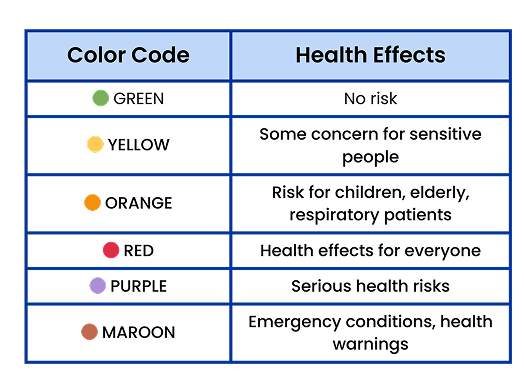 Color Code
Health Effects
GREEN
No risk
YELLOW
Some concern for sensitive
people
ORANGE
Risk for children, elderly,
respiratory patients
RED
Health effects for everyone
PURPLE
Serious health risks
MAROON
Emergency conditions, health
warnings